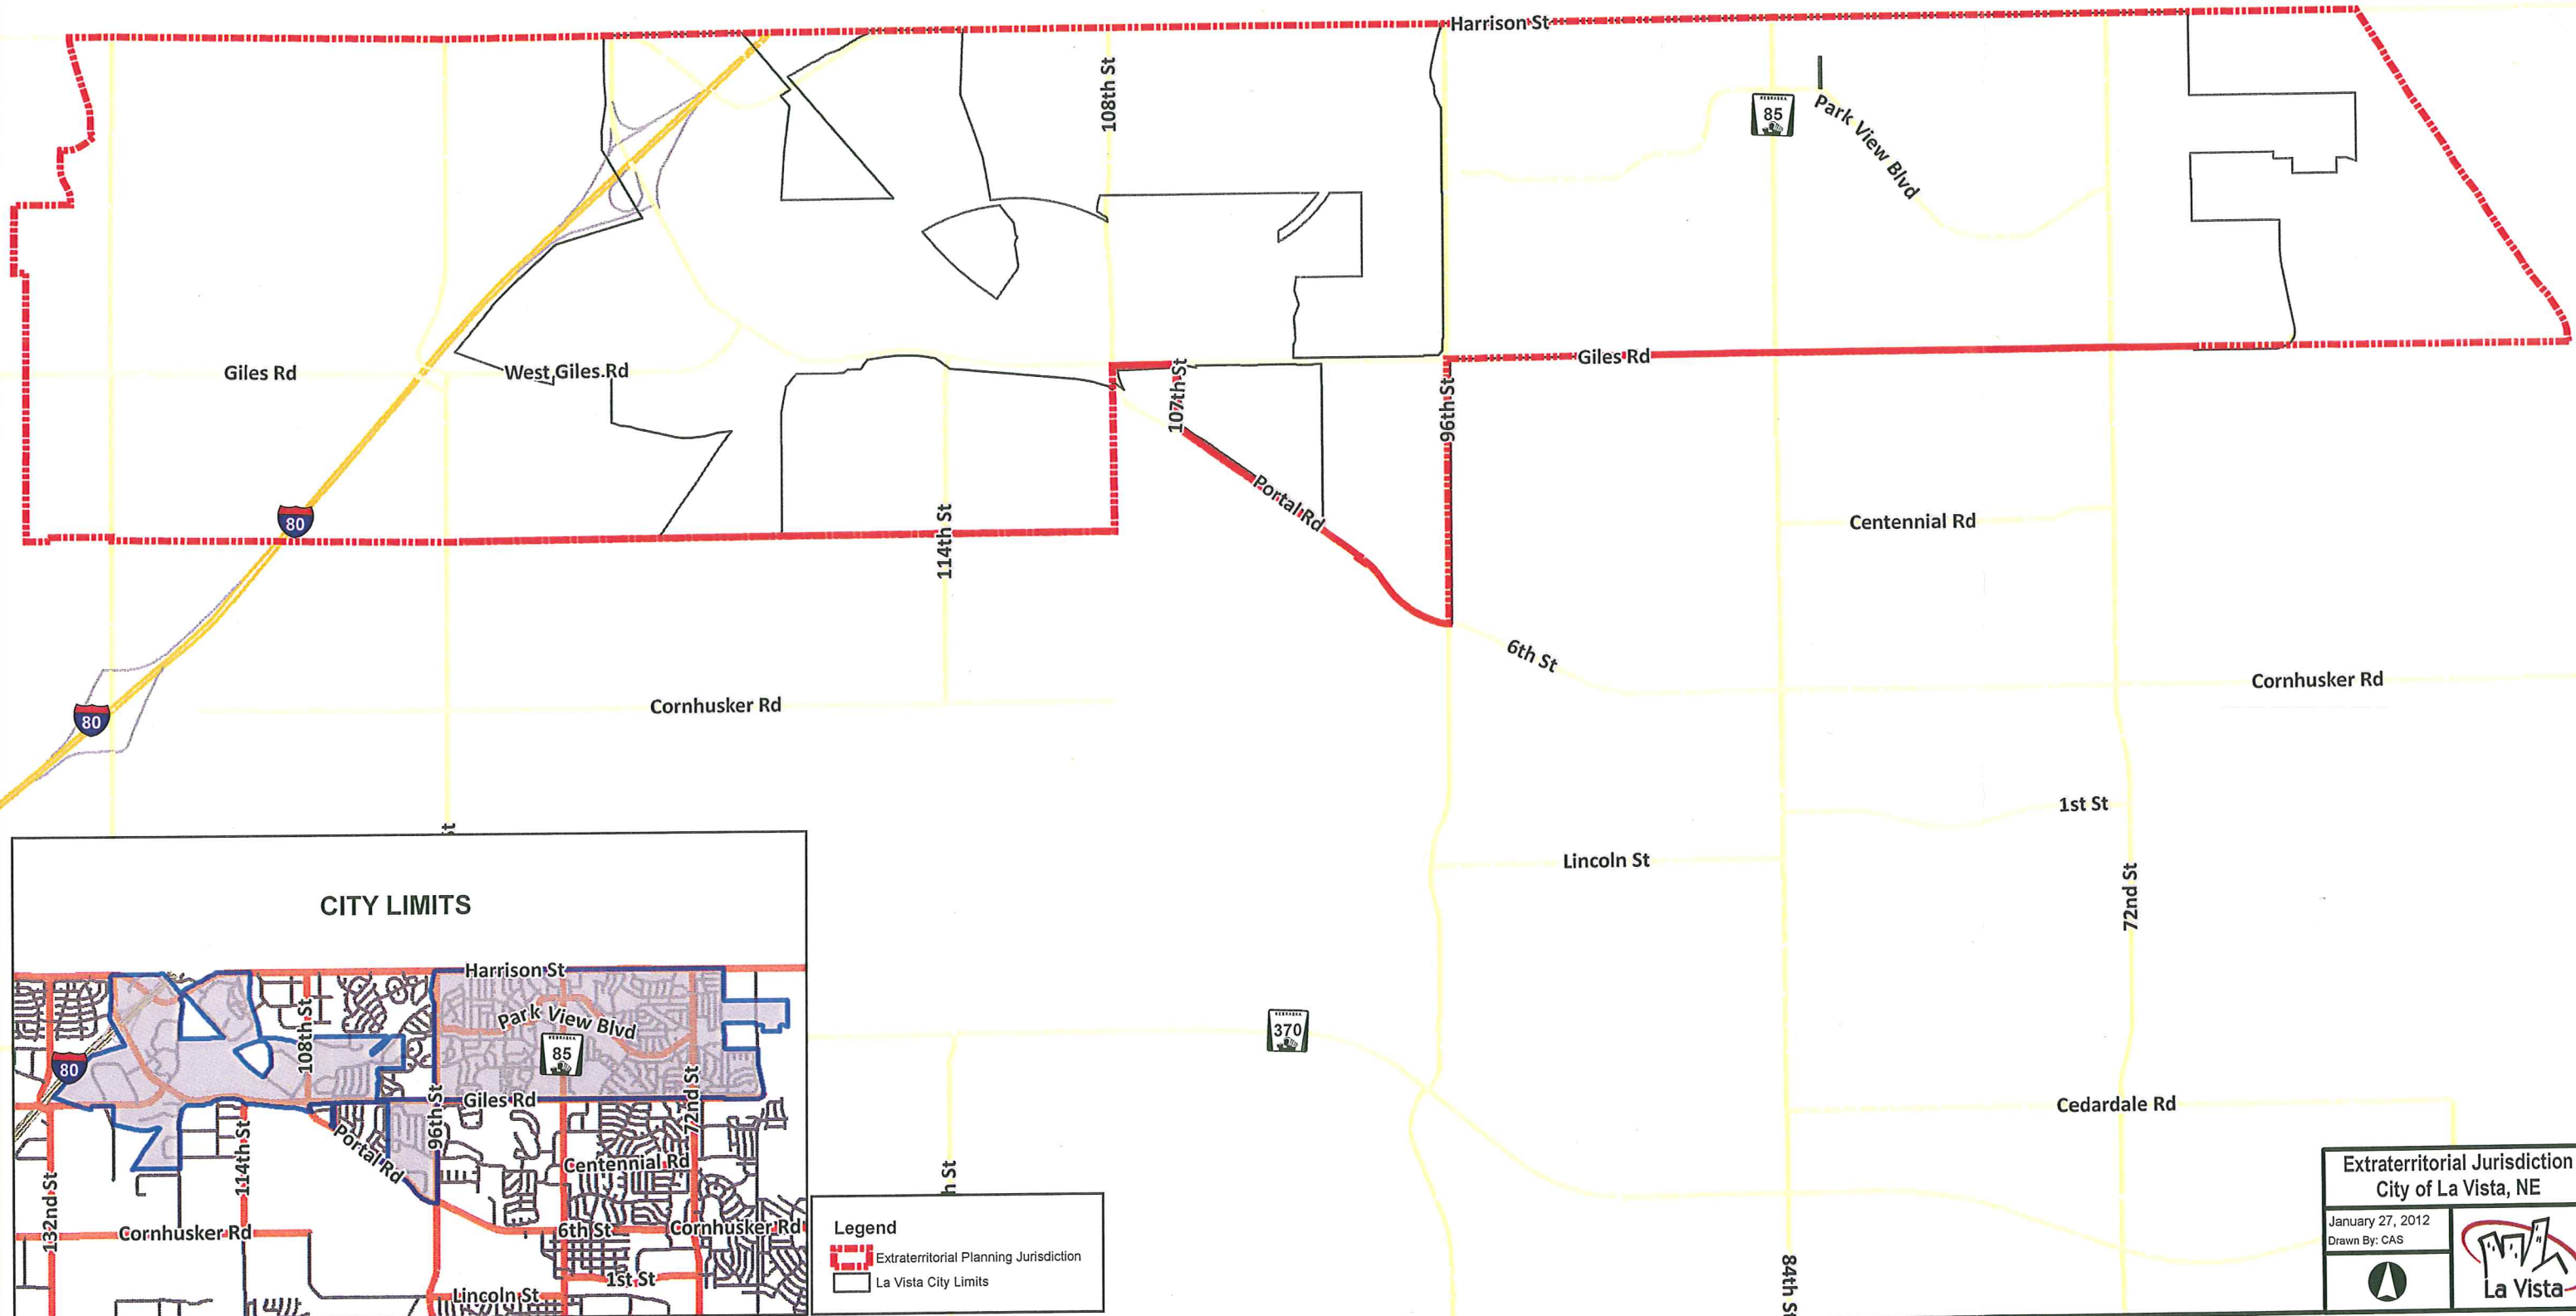 Harrison St
108th St
NEBRASKA
85
Park View Blvd
Giles Rd
West Giles Rd
107th St
96th St
Giles Rd
80
Portal Rd
114th St
Centennial Rd
6th St
Cornhusker Rd
Cornhusker Rd
80
1st St
Lincoln St
72nd St
370
Cedardale Rd
84th St
h St
CITY LIMITS
Harrison St
Park View Blvd
108th St
NEBRASKA
85
80
96th St
Giles Rd
72nd St
Portal Rd
114th St
Centennial Rd
132nd St
Cornhusker Rd
6th St
Cornhusker Rd
1st St
Lincoln St
Legend
Extraterritorial Planning Jurisdiction
La Vista City Limits
Extraterritorial Jurisdiction
City of La Vista, NE
January 27, 2012
Drawn By: CAS
La Vista